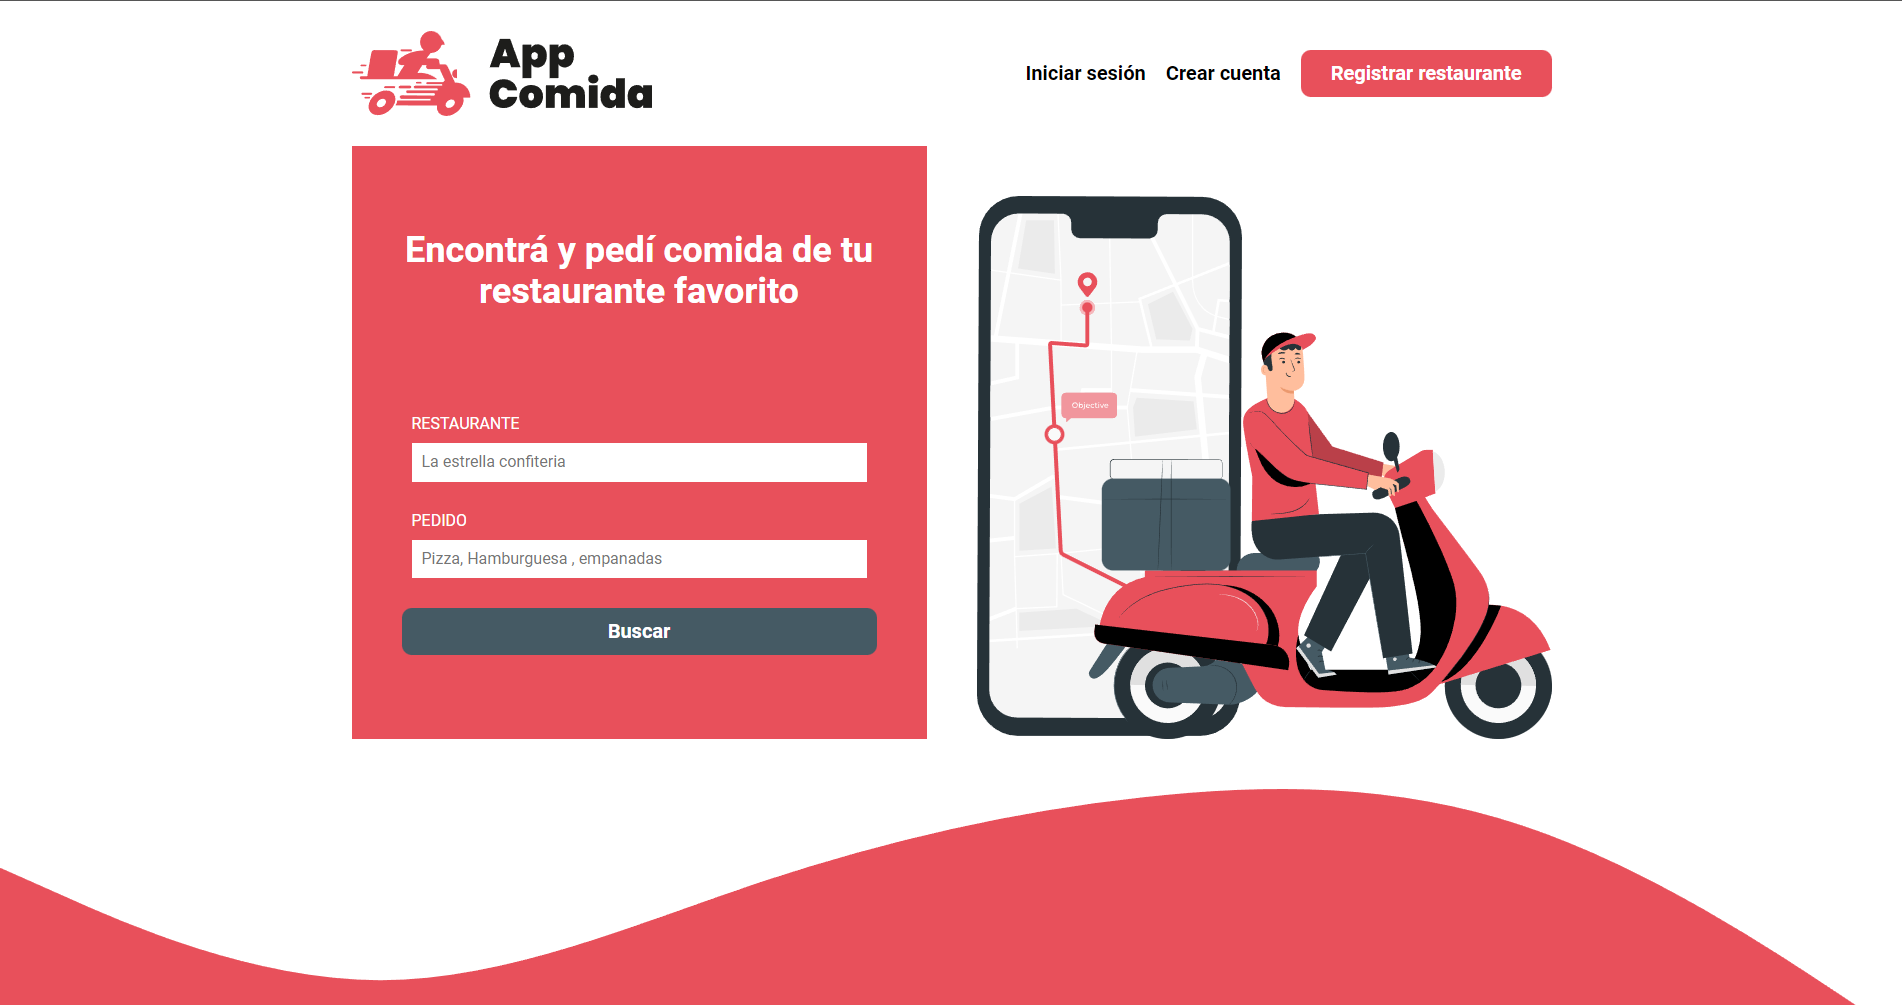 App
Comida
Iniciar sesión
Crear cuenta
Registrar restaurante
Encontrá y pedí comida de tu
restaurante favorito
RESTAURANTE
La estrella confiteria
PEDIDO
Pizza, Hamburguesa , empanadas
Buscar
Objective